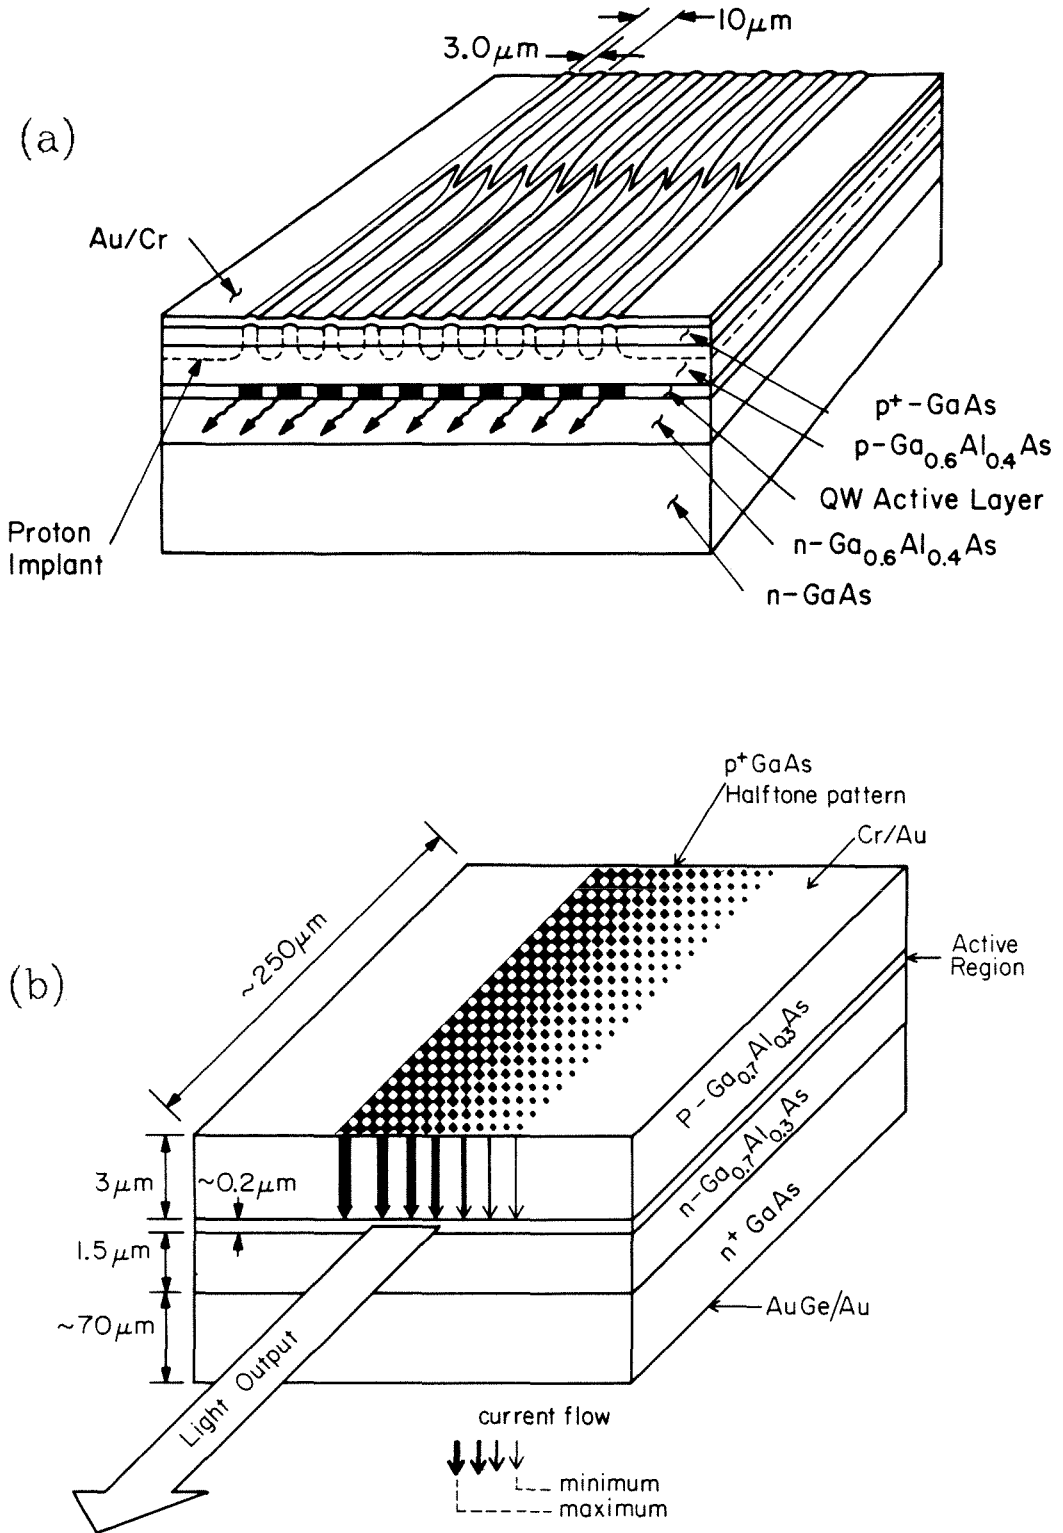 10μm
3.0μm
(a)
Au/Cr
p⁺-GaAs
p-Ga₀.₆Al₀.₄As
QW Active Layer
n-Ga₀.₆Al₀.₄As
n-GaAs
Proton
Implant
p⁺GaAs
Halftone pattern
Cr/Au
~250μm
Active
Region
(b)
P-Ga₀.₇Al₀.₃As
n-Ga₀.₇Al₀.₃As
n⁺ GaAs
3μm
~0.2μm
1.5μm
~70μm
AuGe/Au
Light Output
current flow
minimum
maximum